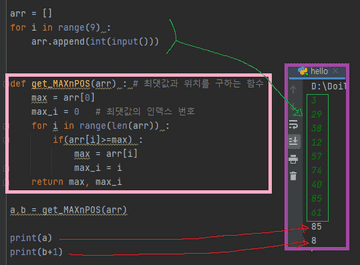 arr = []
for i in range(9)_:
arr.append(int(input()))
def get_MAXnPOS(arr)_:_# 최댓값과 위치를 구하는 함수
max = arr[0]
max_i = 0 # 최댓값의 인덱스 번호
for i in range(len(arr))_:
if(arr[i]>=max)_:
max = arr[i]
max_i = i
return max, max_i
a,b = get_MAXnPOS(arr)
print(a)
print(b+1)
hello
D:\Doil
3
29
38
12
57
74
40
85
61
85
8